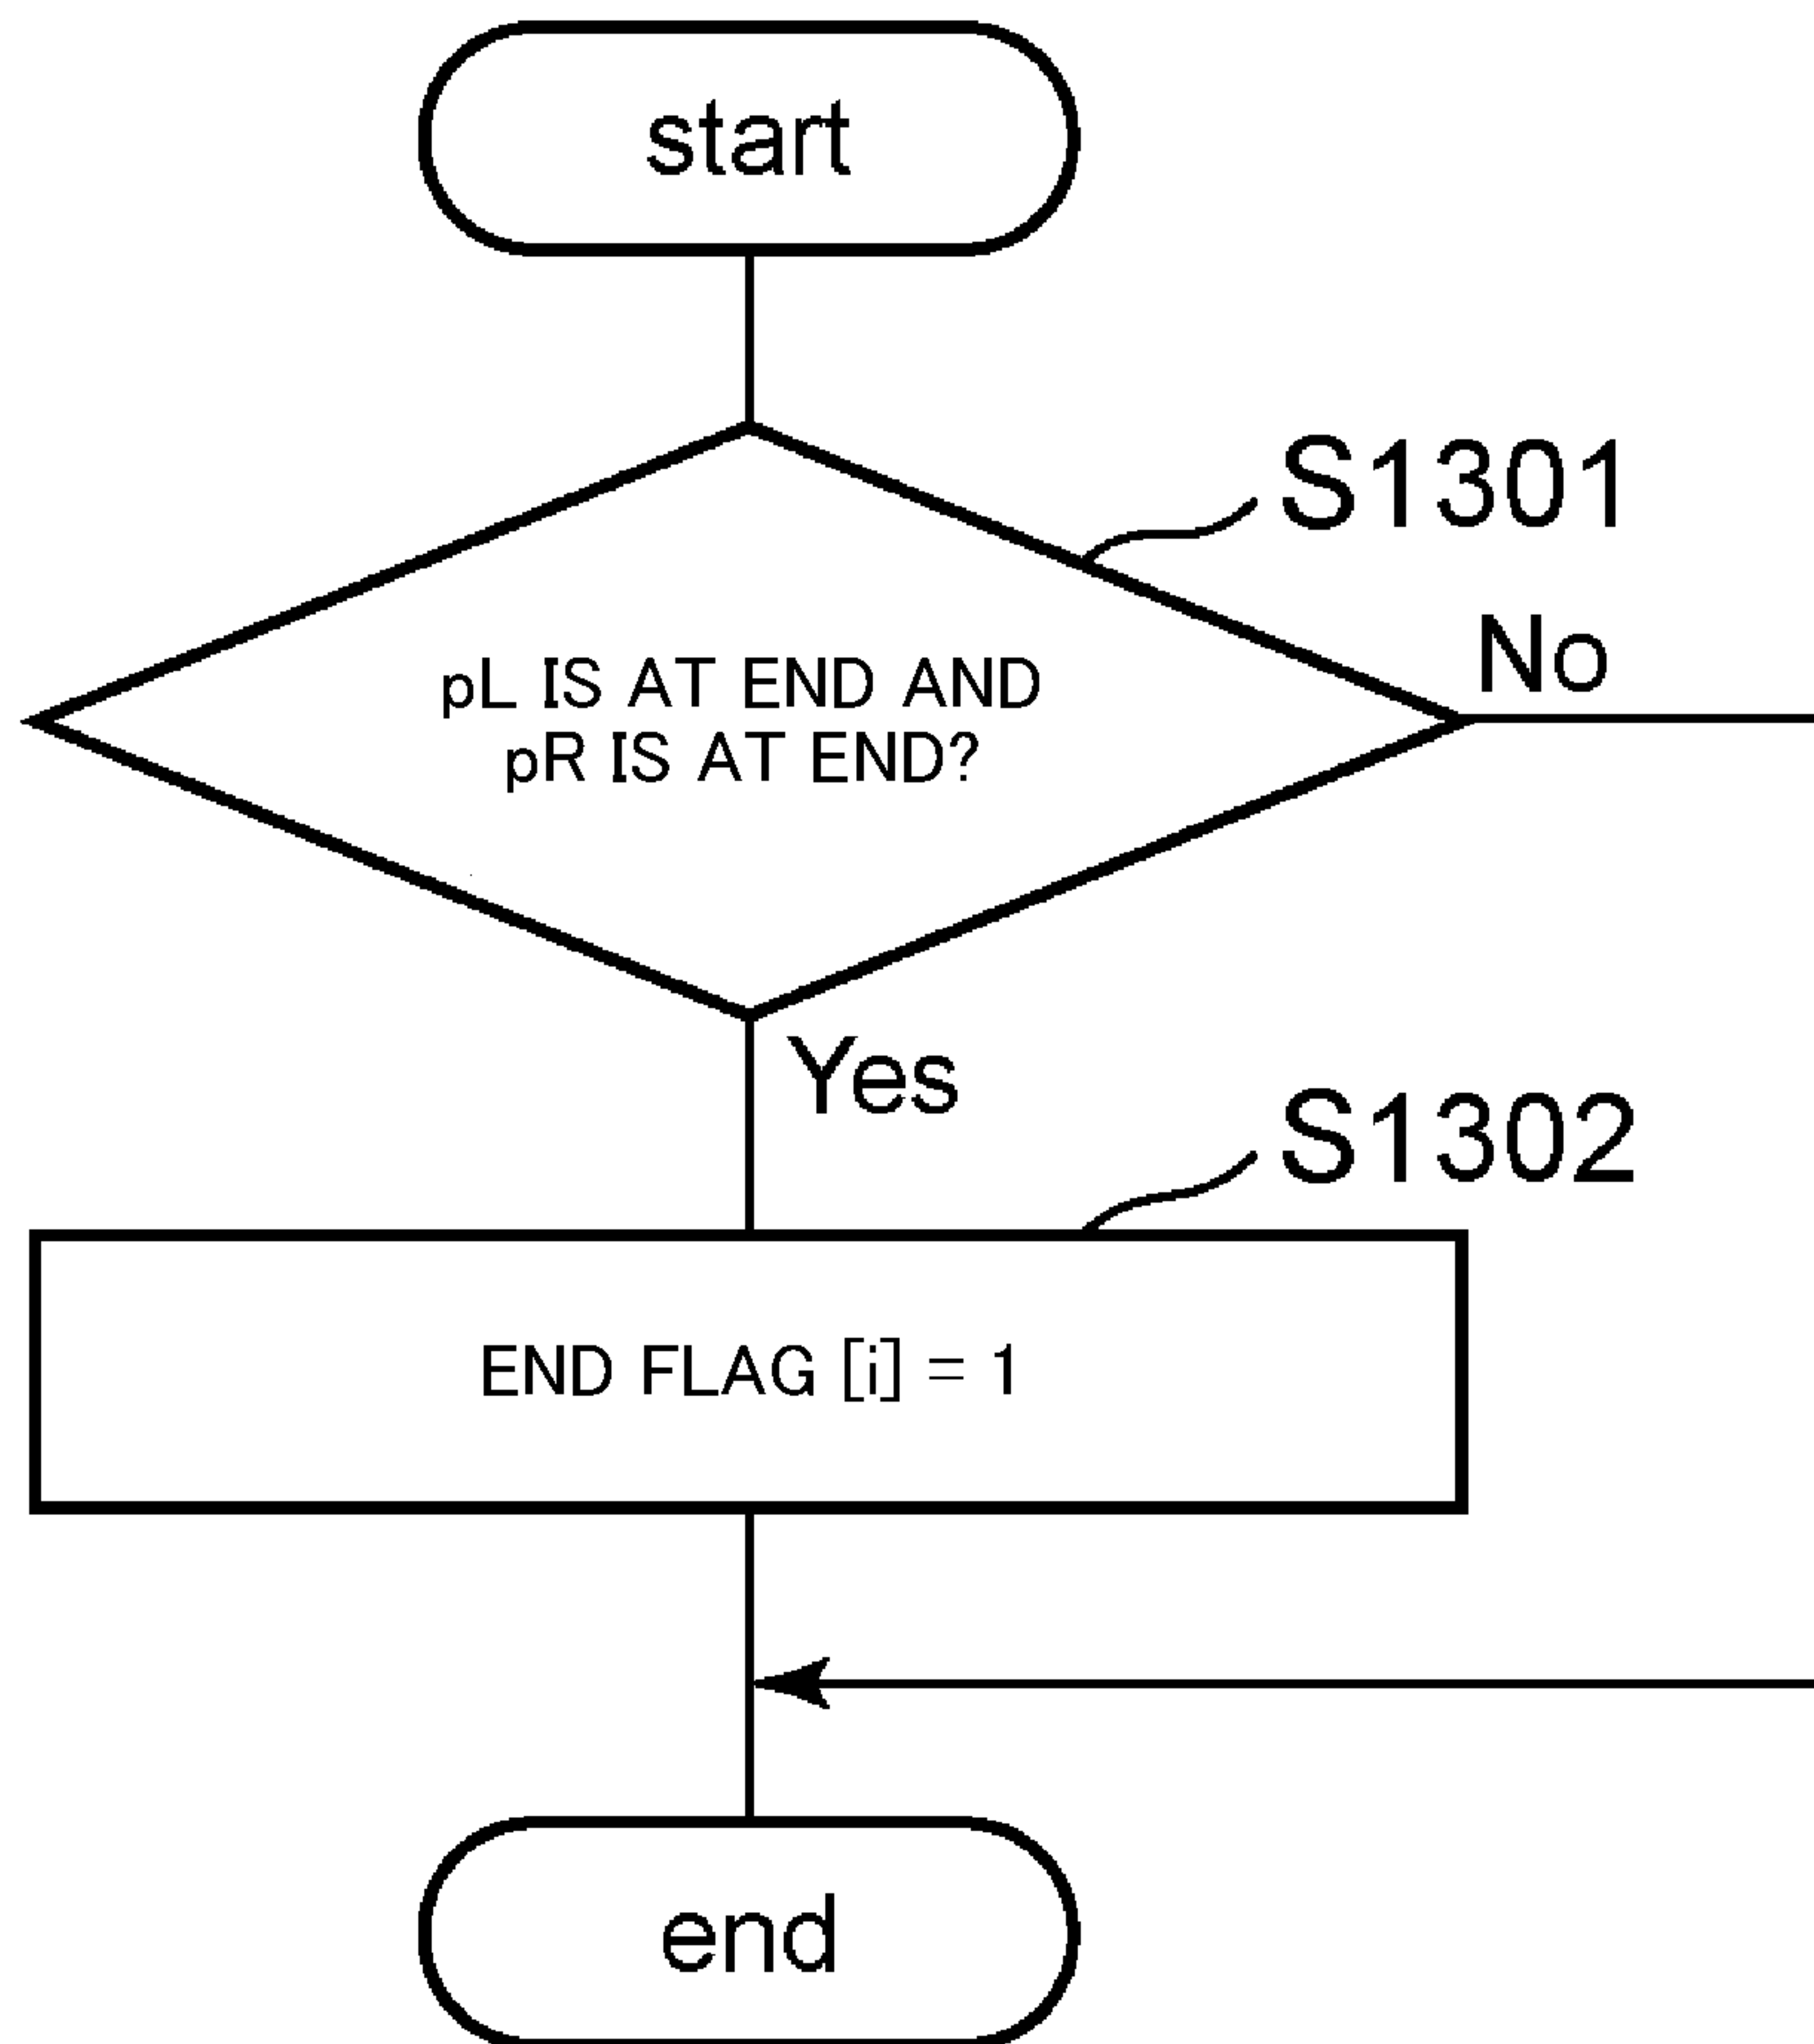 start
S1301
No
pL IS AT END AND
pR IS AT END?
Yes
S1302
END FLAG [i] = 1
end